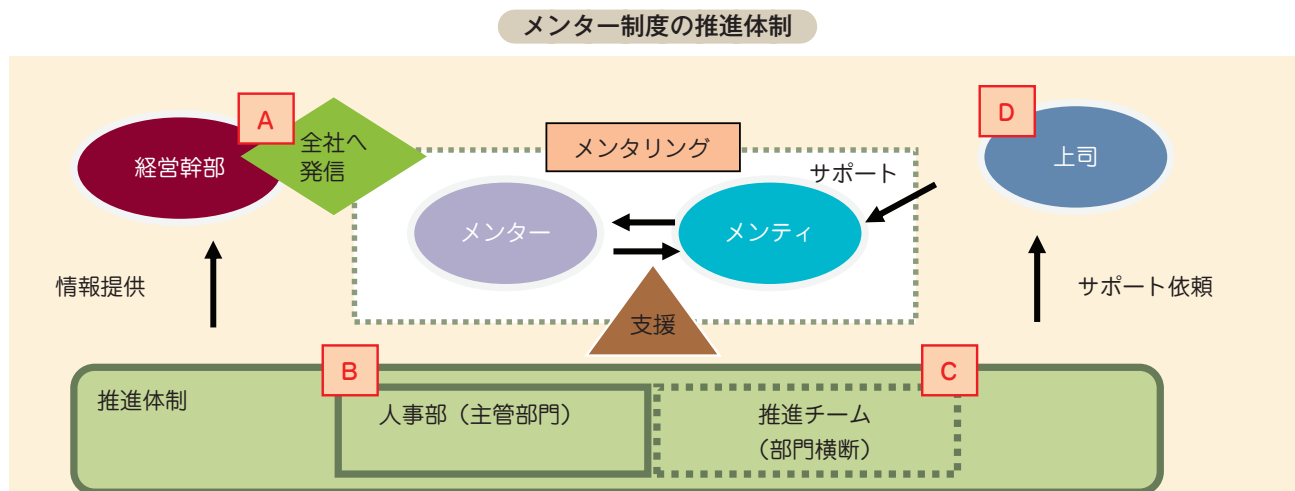 メンター制度の推進体制
A
D
全社へ
発信
経営幹部
メンタリング
サポート
上司
メンター
メンティ
情報提供
サポート依頼
支援
B
C
推進体制
人事部（主管部門）
推進チーム
（部門横断）